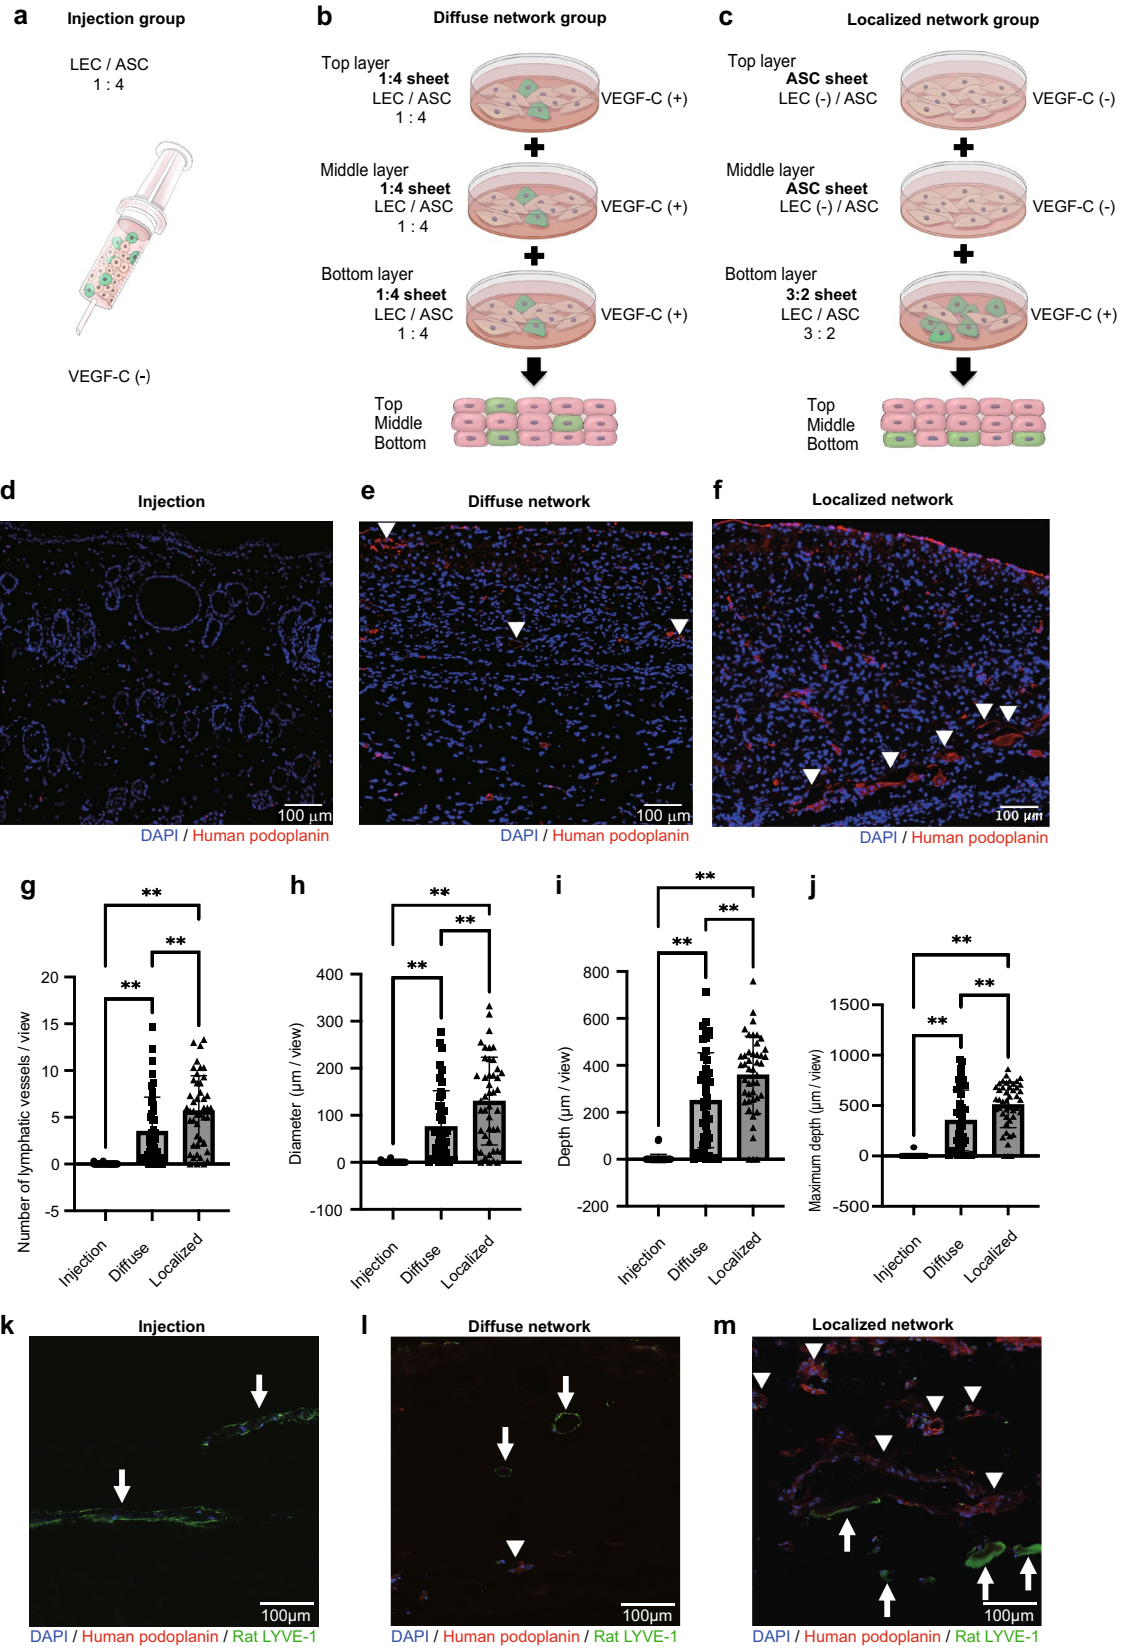 a
Injection group
LEC / ASC
1 : 4
VEGF-C (-)
b
Diffuse network group
Top layer
1:4 sheet
LEC / ASC
1 : 4
VEGF-C (+)
Middle layer
1:4 sheet
LEC / ASC
1 : 4
VEGF-C (+)
Bottom layer
1:4 sheet
LEC / ASC
1 : 4
VEGF-C (+)
Top
Middle
Bottom
c
Localized network group
Top layer
ASC sheet
LEC (-) / ASC
VEGF-C (-)
Middle layer
ASC sheet
LEC (-) / ASC
VEGF-C (-)
Bottom layer
3:2 sheet
LEC / ASC
3 : 2
VEGF-C (+)
Top
Middle
Bottom
d
Injection
100 μm
DAPI / Human podoplanin
e
Diffuse network
100 μm
DAPI / Human podoplanin
f
Localized network
100 μm
DAPI / Human podoplanin
g
**
**
**
Number of lymphatic vessels / view
20
15
10
5
0
-5
Injection
Diffuse
Localized
h
**
**
**
Diameter (μm / view)
400
300
200
100
0
-100
Injection
Diffuse
Localized
i
**
**
**
Depth (μm / view)
800
600
400
200
0
-200
Injection
Diffuse
Localized
j
**
**
**
Maximum depth (μm / view)
1500
1000
500
0
-500
Injection
Diffuse
Localized
k
Injection
100μm
DAPI / Human podoplanin / Rat LYVE-1
l
Diffuse network
100μm
DAPI / Human podoplanin / Rat LYVE-1
m
Localized network
100μm
DAPI / Human podoplanin / Rat LYVE-1